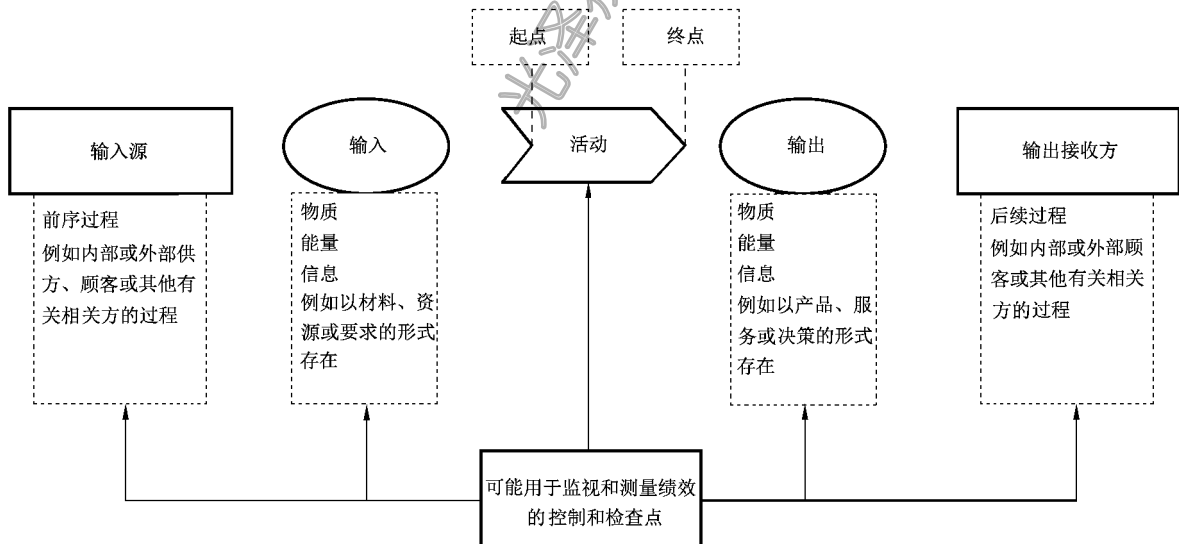 起点
终点
输入源
输入
活动
输出
输出接收方
前序过程
例如内部或外部供
方、顾客或其他有
关相关方的过程
物质
能量
信息
例如以材料、资
源或要求的形式
存在
物质
能量
信息
例如以产品、服
务或决策的形式
存在
后续过程
例如内部或外部顾
客或其他有关相关
方的过程
可能用于监视和测量绩效
的控制和检查点
光泽